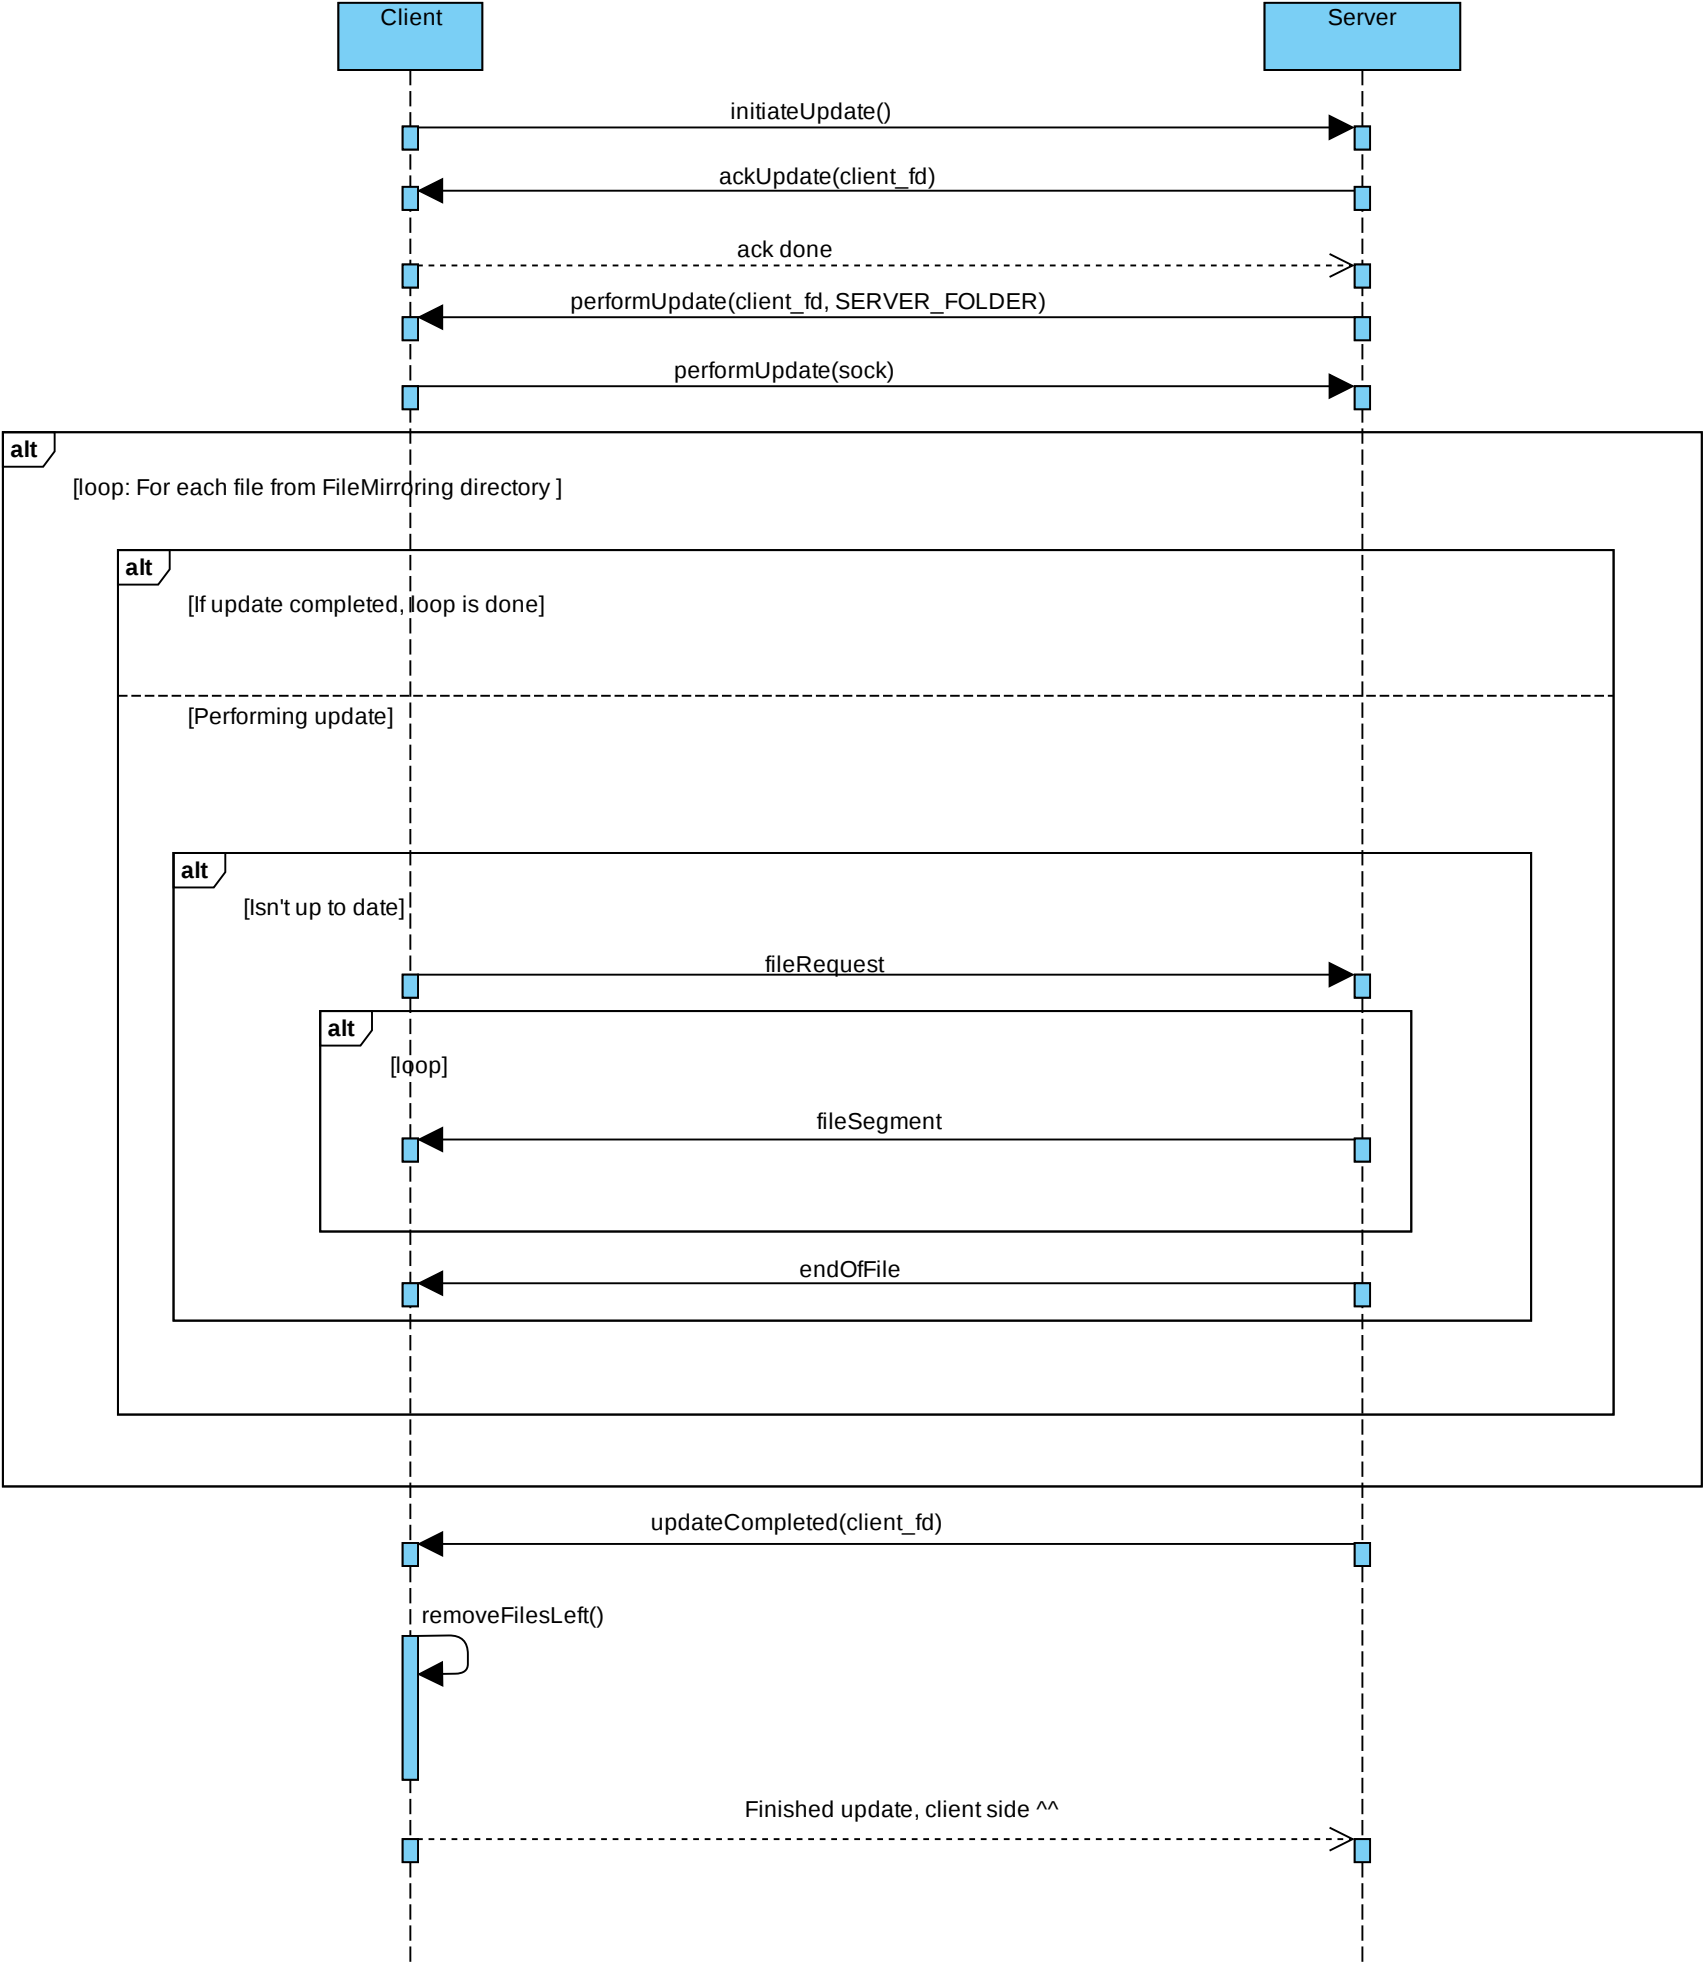 Client
Server
initiateUpdate()
ackUpdate(client_fd)
ack done
performUpdate(client_fd, SERVER_FOLDER)
performUpdate(sock)
alt
[loop: For each file from FileMirroring directory ]
alt
[If update completed, loop is done]
[Performing update]
alt
[Isn't up to date]
fileRequest
alt
[loop]
fileSegment
endOfFile
updateCompleted(client_fd)
removeFilesLeft()
Finished update, client side ^^